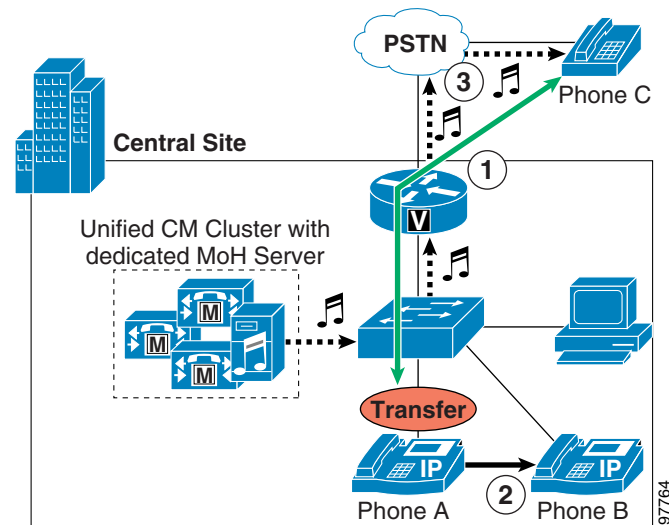 PSTN
3
Phone C
Central Site
1
V
Unified CM Cluster with
dedicated MoH Server
M
M
M
Transfer
IP
IP
2
Phone A
Phone B
97764